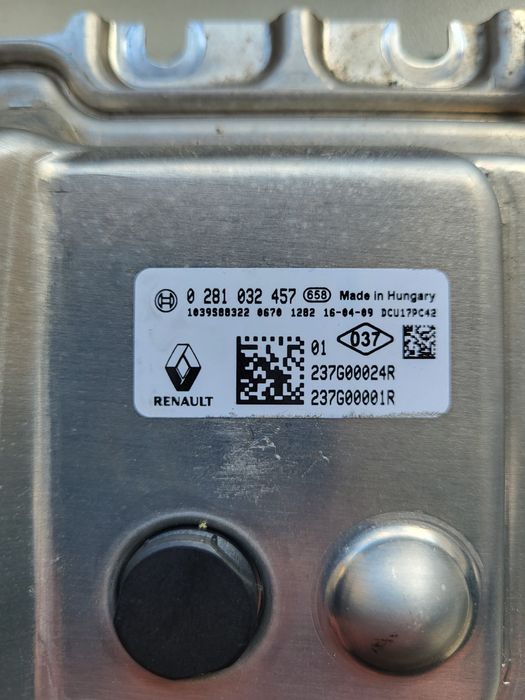 0 281 032 457 658 Made in Hungary
1039S88322 0670 1282 16-04-09 DCU17PC42
01 037
237G00024R
RENAULT 237G00001R